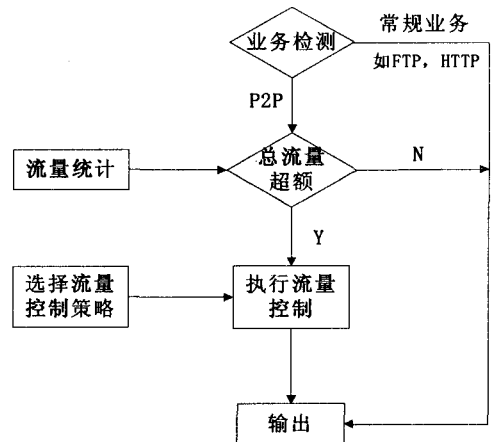 常规业务
业务检测
如FTP，HTTP
P2P
总流量
超额
N
流量统计
Y
选择流量
控制策略
执行流量
控制
输出